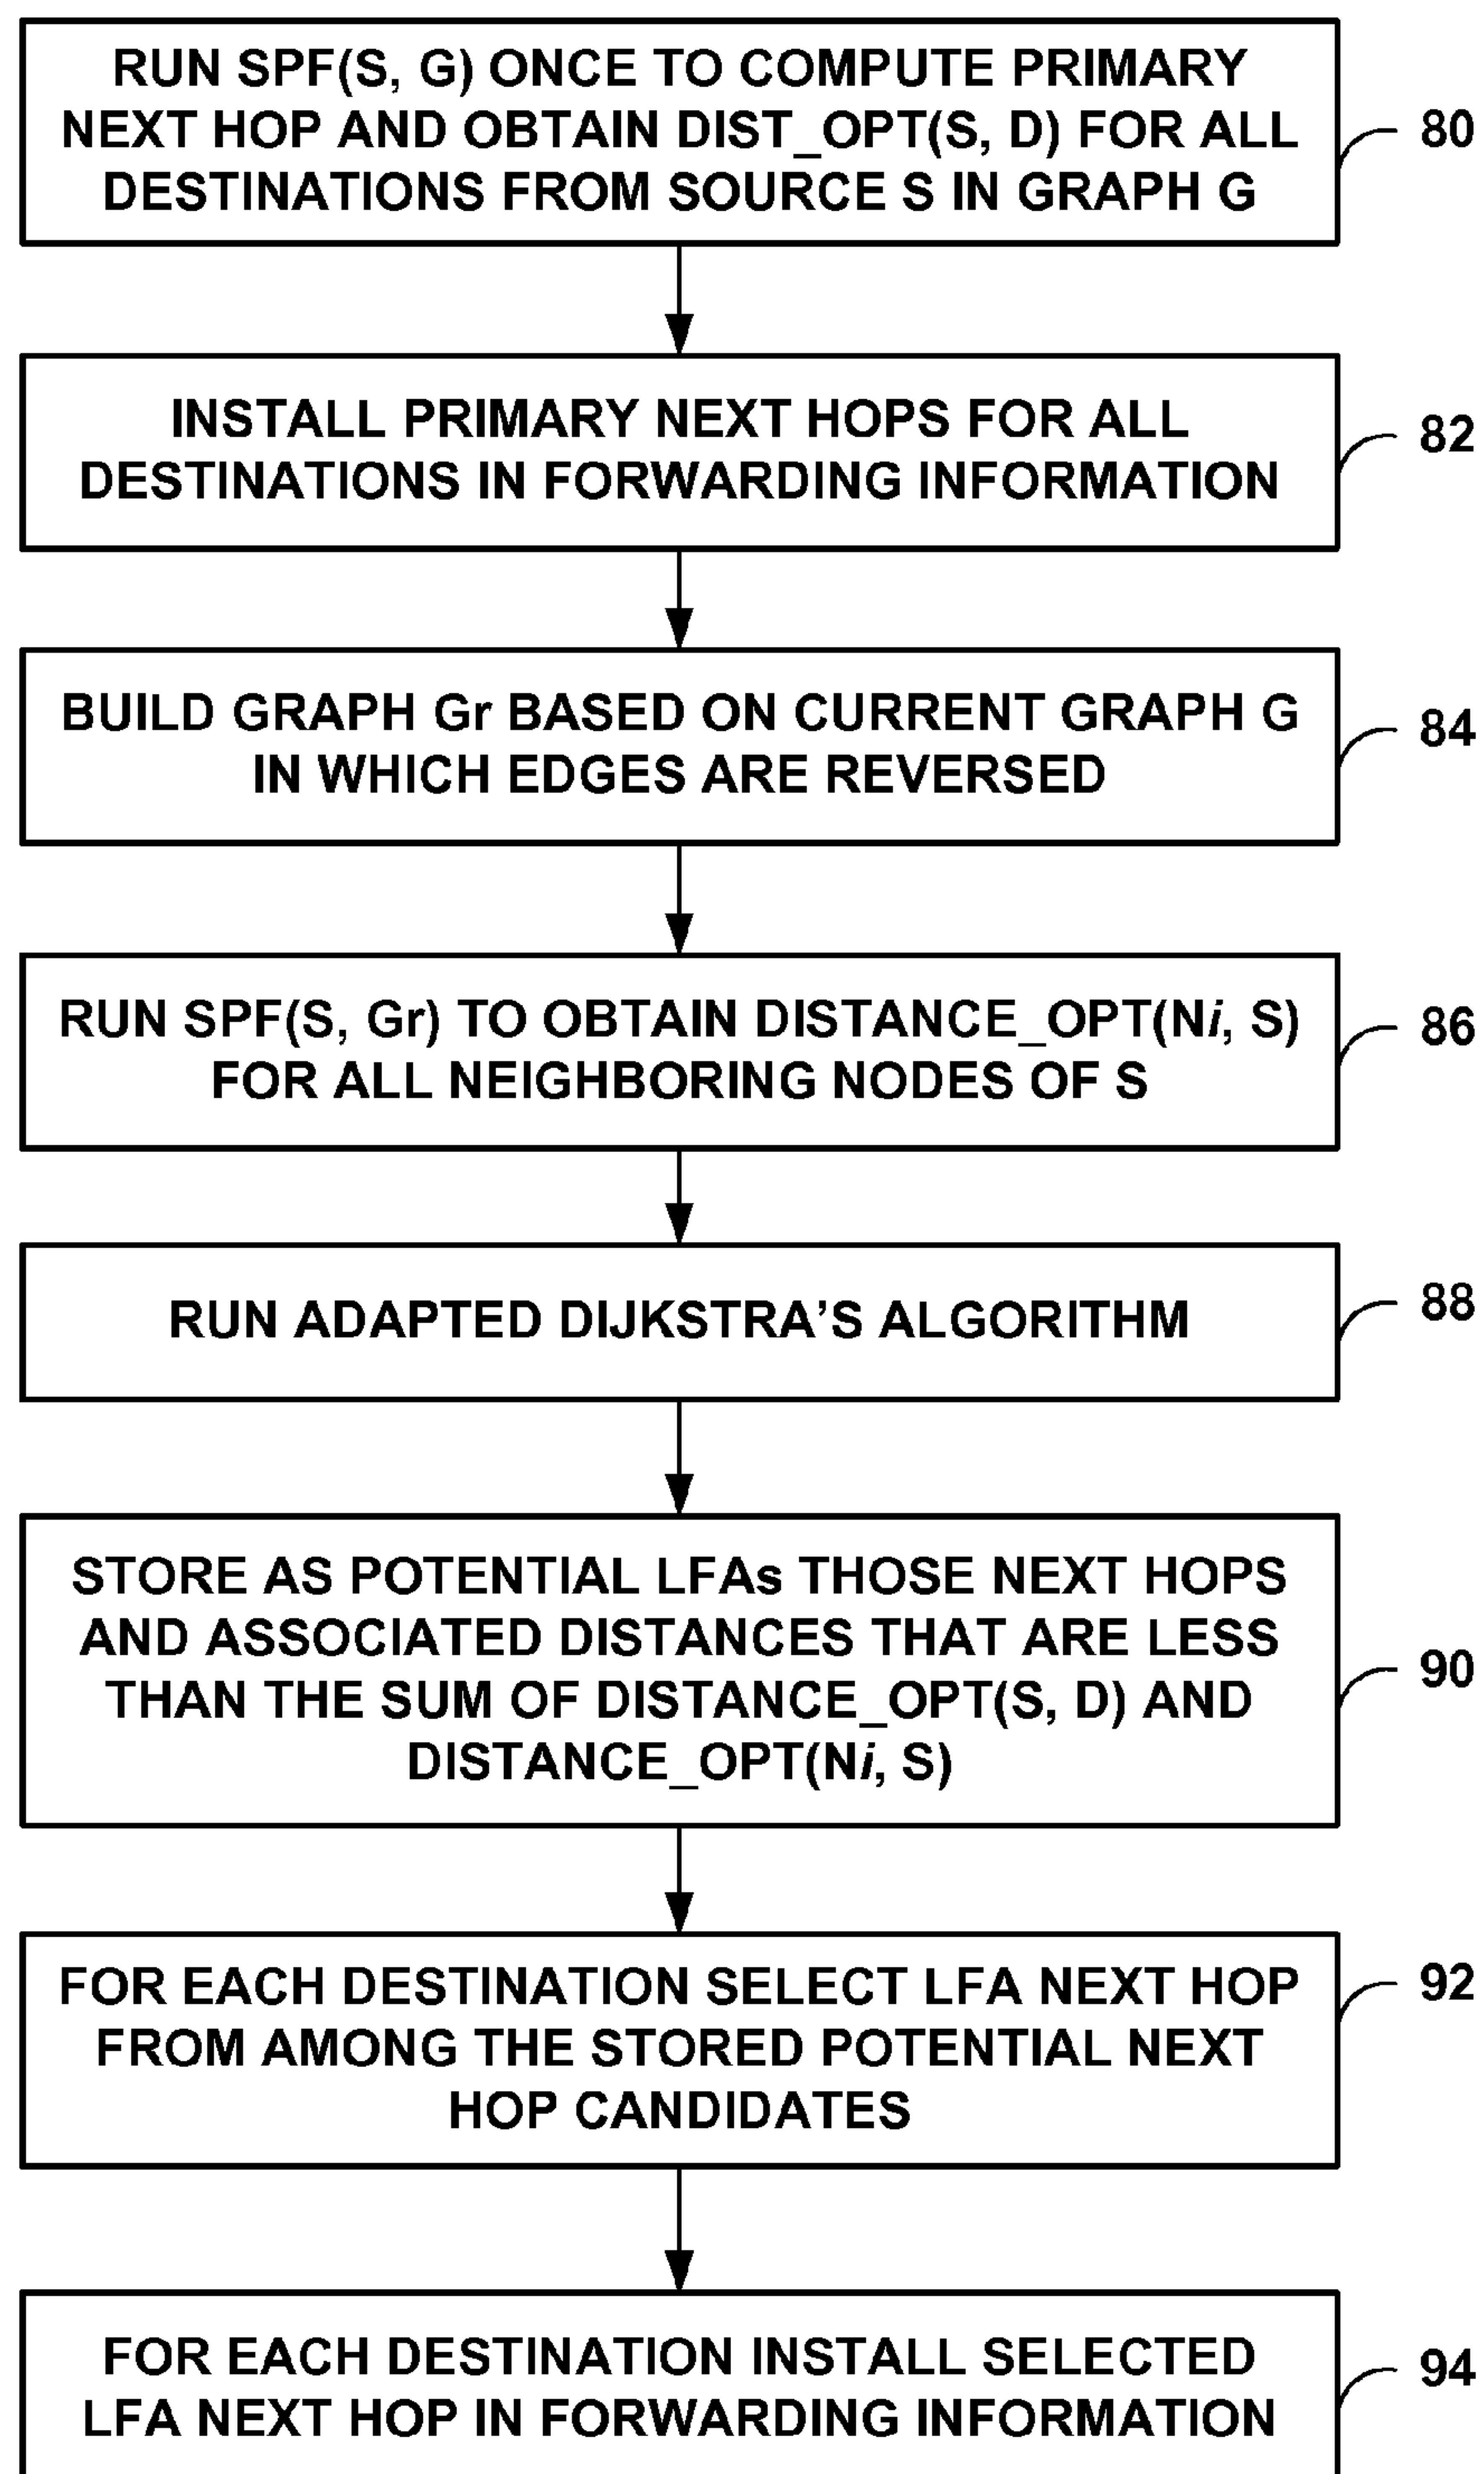 RUN SPF(S, G) ONCE TO COMPUTE PRIMARY
NEXT HOP AND OBTAIN DIST_OPT(S, D) FOR ALL
DESTINATIONS FROM SOURCE S IN GRAPH G
80
INSTALL PRIMARY NEXT HOPS FOR ALL
DESTINATIONS IN FORWARDING INFORMATION
82
BUILD GRAPH Gr BASED ON CURRENT GRAPH G
IN WHICH EDGES ARE REVERSED
84
RUN SPF(S, Gr) TO OBTAIN DISTANCE_OPT(Ni, S)
FOR ALL NEIGHBORING NODES OF S
86
RUN ADAPTED DIJKSTRA'S ALGORITHM
88
STORE AS POTENTIAL LFAs THOSE NEXT HOPS
AND ASSOCIATED DISTANCES THAT ARE LESS
THAN THE SUM OF DISTANCE_OPT(S, D) AND
DISTANCE_OPT(Ni, S)
90
FOR EACH DESTINATION SELECT LFA NEXT HOP
FROM AMONG THE STORED POTENTIAL NEXT
HOP CANDIDATES
92
FOR EACH DESTINATION INSTALL SELECTED
LFA NEXT HOP IN FORWARDING INFORMATION
94